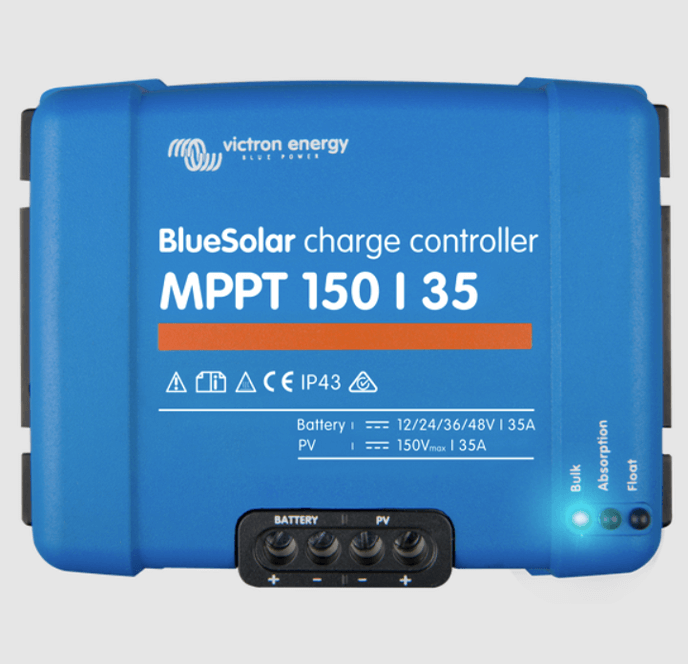 victron energy
BLUE POWER
BlueSolar charge controller
MPPT 150 | 35
CE IP43
Battery | 12/24/36/48V | 35A
PV | 150Vmax | 35A
Bulk
Absorption
Float
BATTERY || PV
+ − || − +